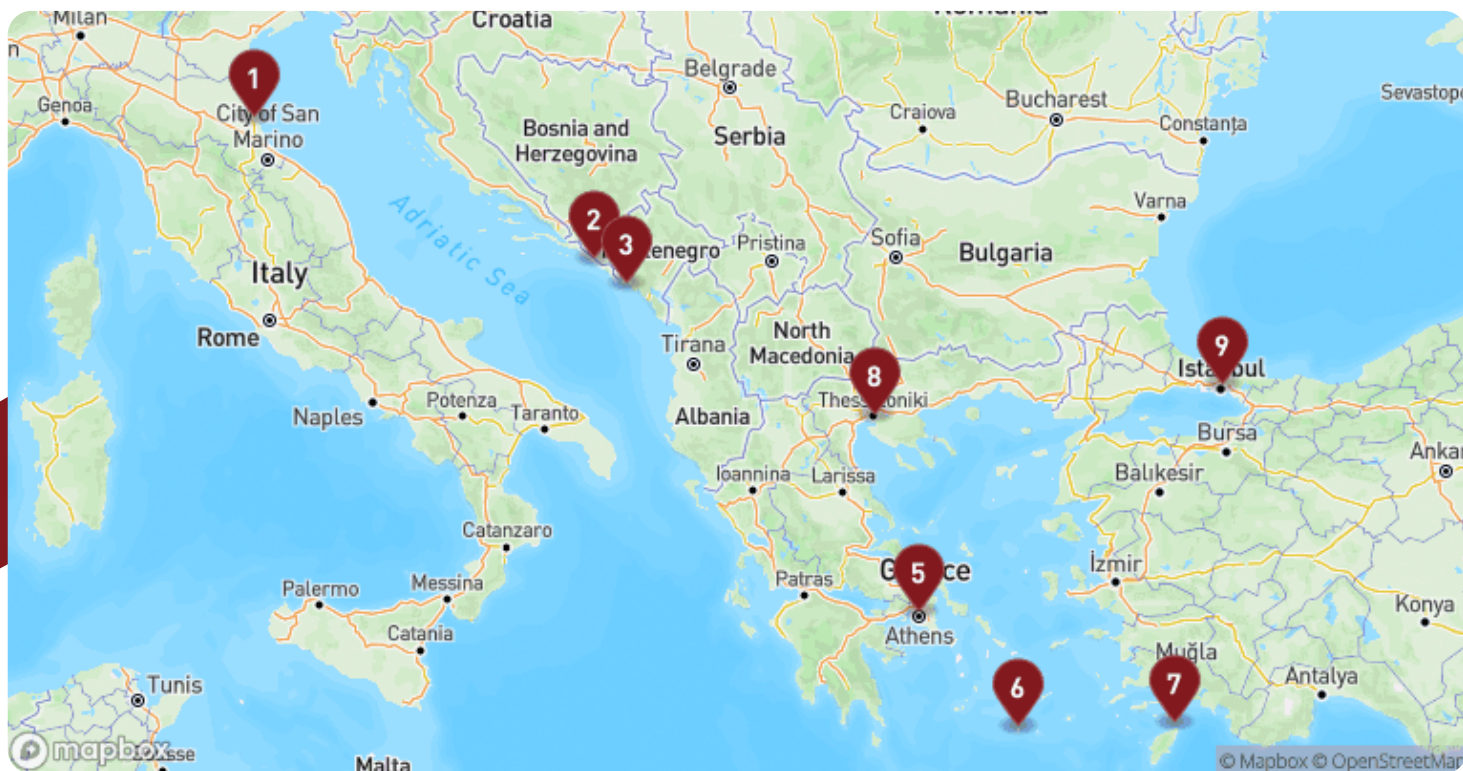 Milan
Croatia
Belgrade
Genoa
1
City of San
Marino
Bosnia and
Herzegovina
Serbia
Craiova
Bucharest
Constanța
Varna
Adriatic Sea
2
3
Pristina
Sofia
Bulgaria
Italy
Rome
Tirana
North
Macedonia
8
9
Naples
Potenza
Taranto
Albania
Bursa
Balıkesir
Ioannina
Larissa
Catanzaro
Palermo
Messina
Patras
5
Athens
İzmir
Konya
Catania
Muğla
6
7
Antalya
Tunis
Malta
mapbox
© Mapbox © OpenStreetMap